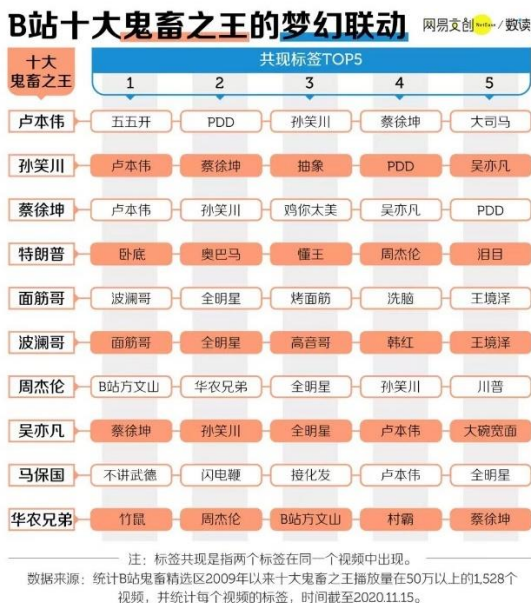 B站十大鬼畜之王的梦幻联动 网易文创 NetEase / 数读
十大 共现标签TOP5
鬼畜之王 1 2 3 4 5
卢本伟 五五开 PDD 孙笑川 蔡徐坤 大司马
孙笑川 卢本伟 蔡徐坤 抽象 PDD 吴亦凡
蔡徐坤 卢本伟 孙笑川 鸡你太美 吴亦凡 PDD
特朗普 卧底 奥巴马 懂王 周杰伦 泪目
面筋哥 波澜哥 全明星 烤面筋 洗脑 王境泽
波澜哥 面筋哥 全明星 高音哥 韩红 王境泽
周杰伦 B站方文山 华农兄弟 全明星 孙笑川 川普
吴亦凡 蔡徐坤 孙笑川 全明星 卢本伟 大碗宽面
马保国 不讲武德 闪电鞭 接化发 卢本伟 全明星
华农兄弟 竹鼠 周杰伦 B站方文山 村霸 蔡徐坤
注：标签共现是指两个标签在同一个视频中出现。
数据来源：统计B站鬼畜精选区2009年以来十大鬼畜之王播放量在50万以上的1,528个
视频，并统计每个视频的标签，时间截至2020.11.15。